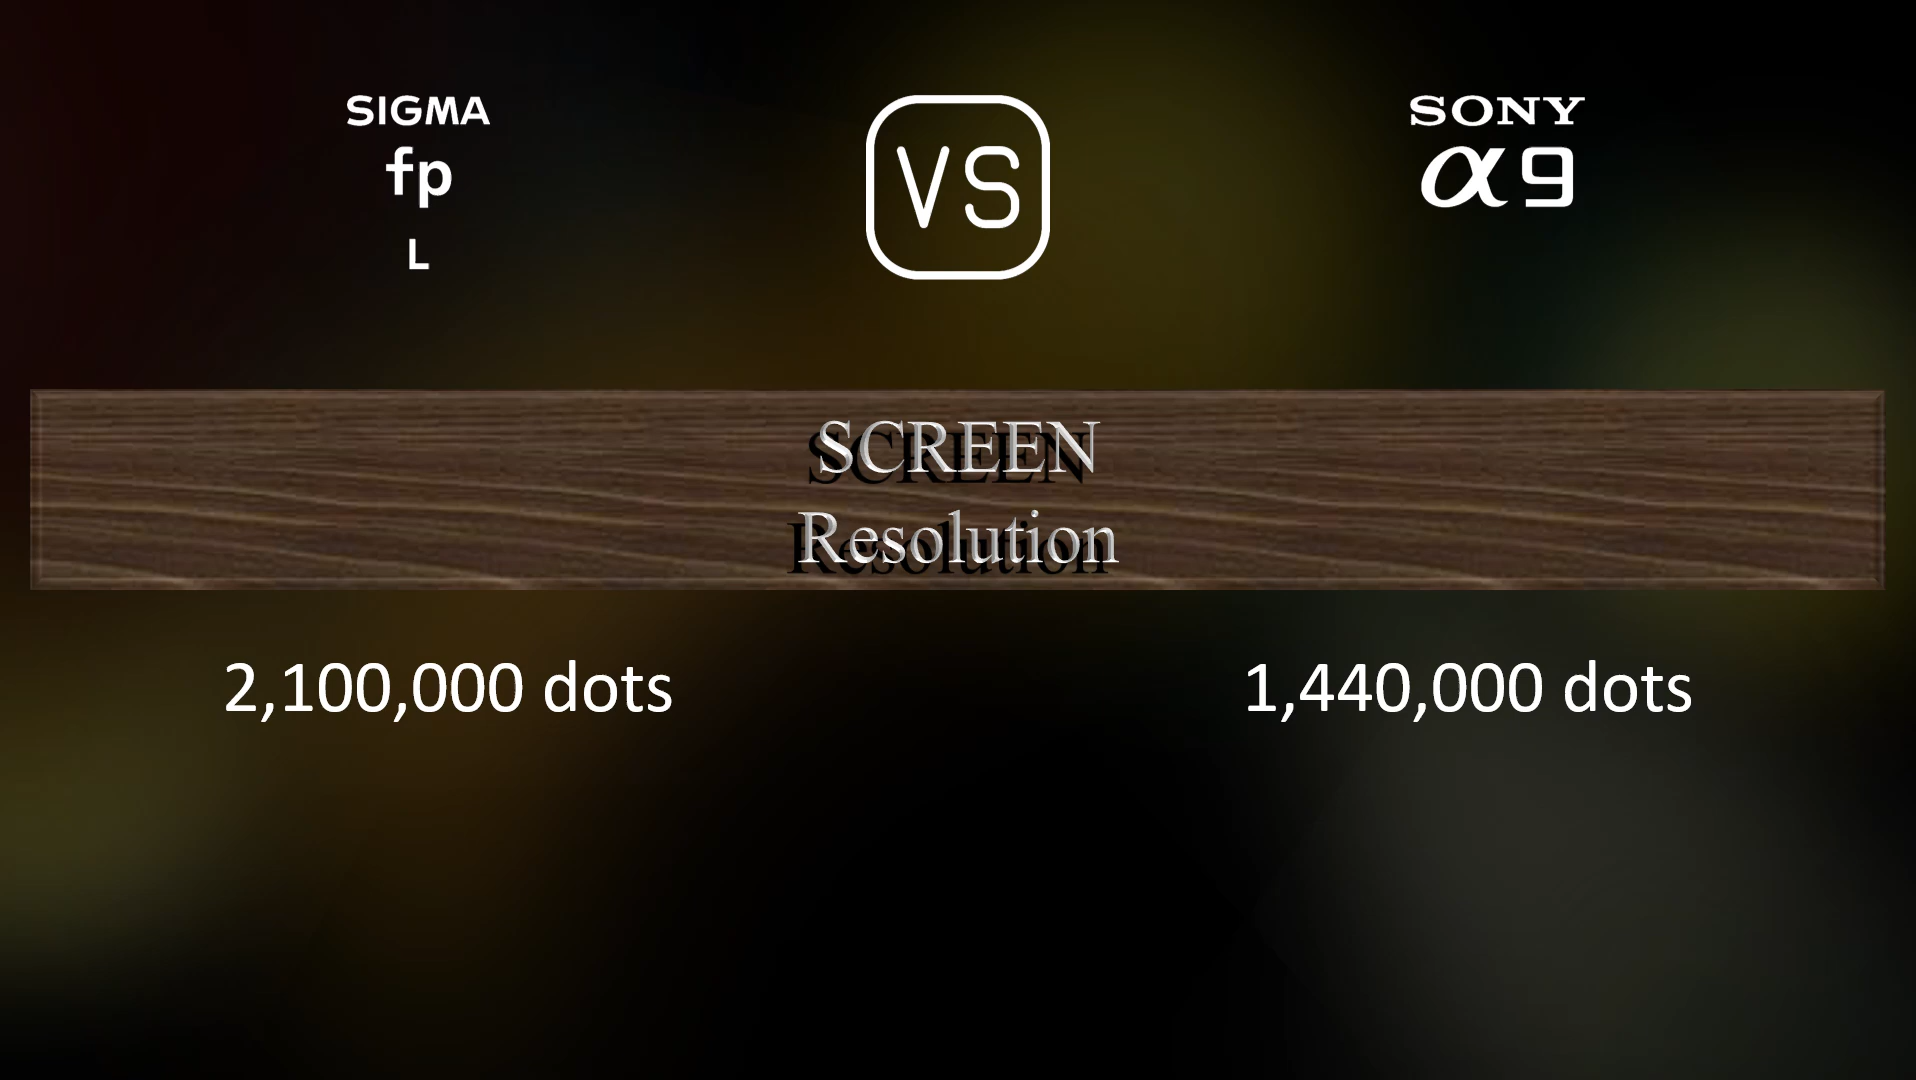 SIGMA
fp
L
VS
SONY
α9
SCREEN
Resolution
2,100,000 dots
1,440,000 dots